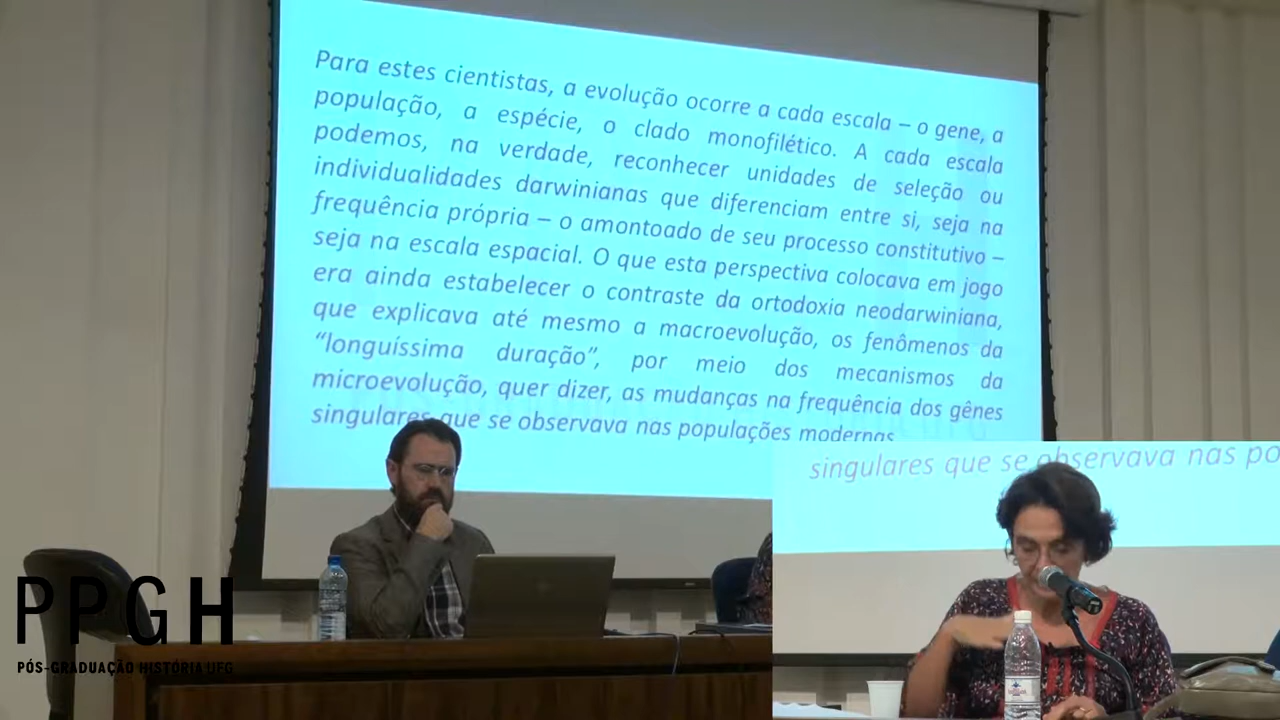 Para estes cientistas, a evolução ocorre a cada escala – o gene, a
população, a espécie, o clado monofilético. A cada escala
podemos, na verdade, reconhecer unidades de seleção ou
individualidades darwinianas que diferenciam entre si, seja na
frequência própria – o amontoado de seu processo constitutivo –
seja na escala espacial. O que esta perspectiva colocava em jogo
era ainda estabelecer o contraste da ortodoxia neodarwiniana,
que explicava até mesmo a macroevolução, os fenômenos da
“longuíssima duração”, por meio dos mecanismos da
microevolução, quer dizer, as mudanças na frequência dos gênes
singulares que se observava nas populações modernas
singulares que se observava nas po
PPGH
PÓS-GRADUAÇÃO HISTÓRIA UFG